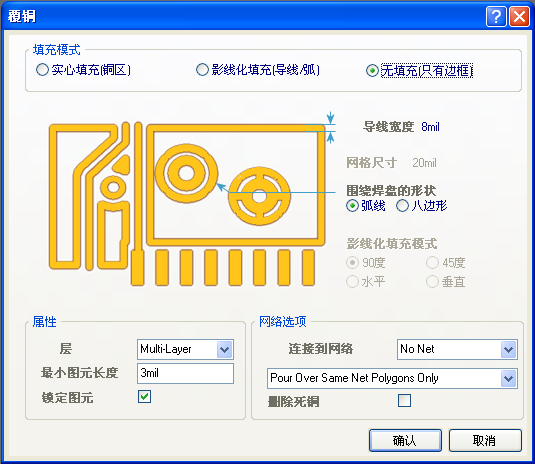 覆铜
填充模式
实心填充(铜区)
影线化填充(导线/弧)
无填充(只有边框)
导线宽度 8mil
网格尺寸 20mil
围绕焊盘的形状
弧线 八边形
影线化填充模式
90度 45度
水平 垂直
属性
层 Multi-Layer
最小图元长度 3mil
锁定图元
网络选项
连接到网络 No Net
Pour Over Same Net Polygons Only
删除死铜
确认 取消